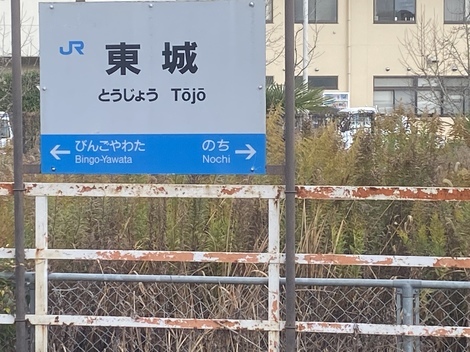 JR 東城
とうじょう Tōjō
← びんごやわた のち →
Bingo-Yawata Nochi